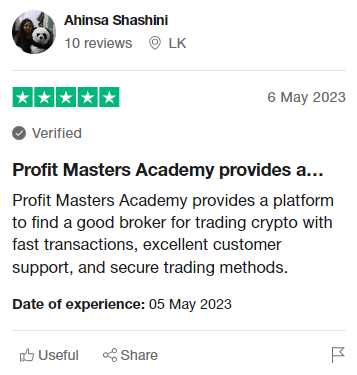 Ahinsa Shashini
10 reviews LK
6 May 2023
Verified
Profit Masters Academy provides a...
Profit Masters Academy provides a platform
to find a good broker for trading crypto with
fast transactions, excellent customer
support, and secure trading methods.
Date of experience: 05 May 2023
Useful Share